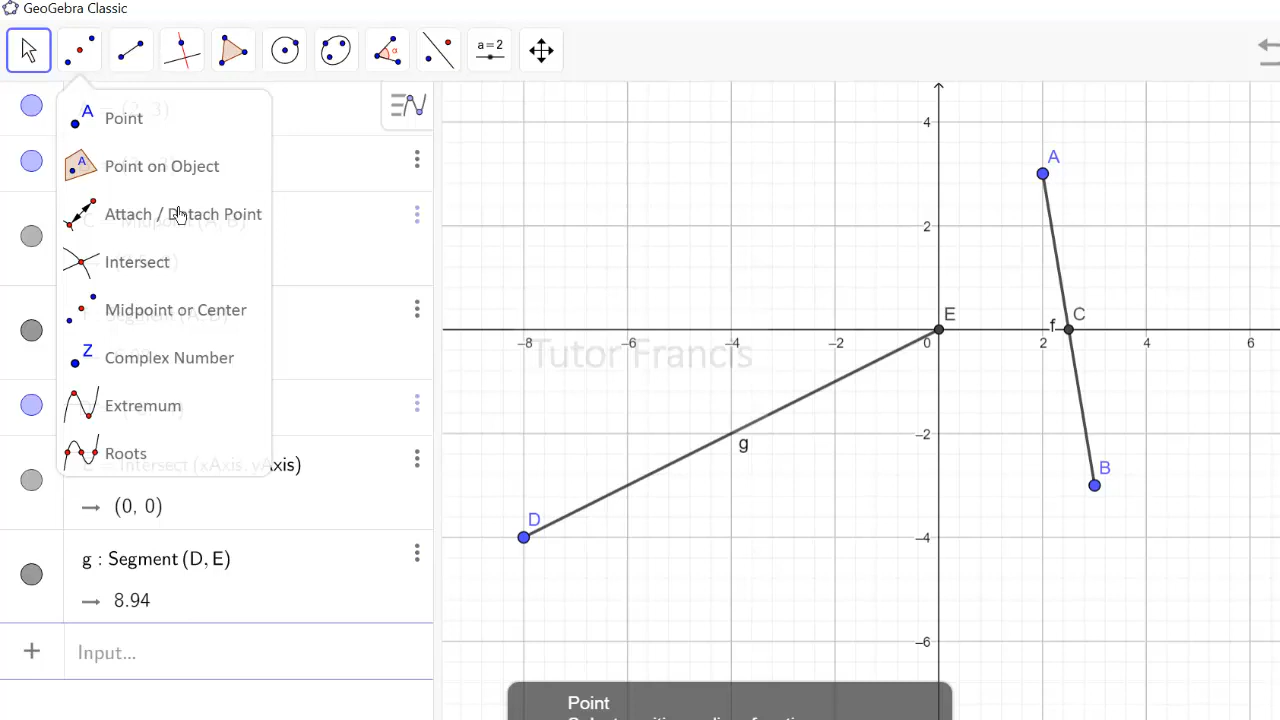 GeoGebra Classic
a=2
Point
Point on Object
Attach / Detach Point
Intersect
Midpoint or Center
Complex Number
Extremum
Roots
Intersect (xAxis, yAxis)
→ (0, 0)
g : Segment (D, E)
→ 8.94
+ Input...
A
B
C
D
E
f
g
4
2
0
−2
−4
−6
−8 −6 −4 −2 2 4 6
Tutor Francis
Point